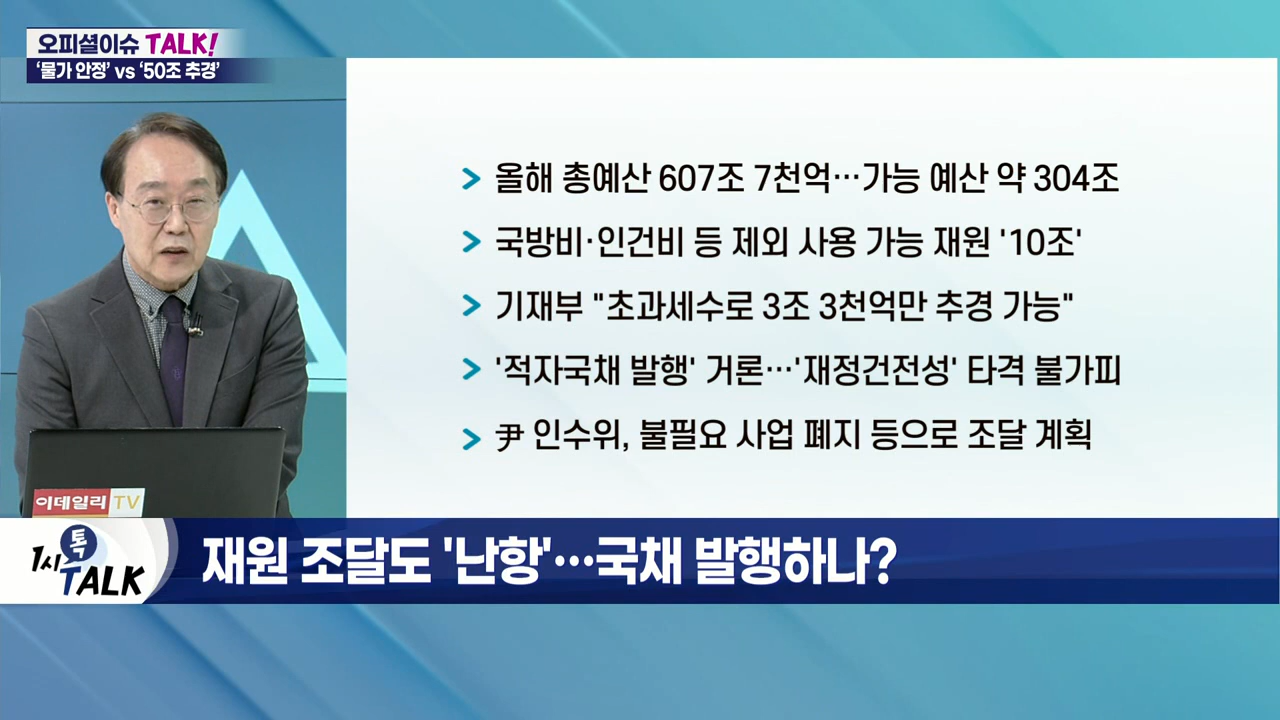 오피셜이슈 TALK!
'물가 안정' vs '50조 추경'
> 올해 총예산 607조 7천억…가능 예산 약 304조
> 국방비·인건비 등 제외 사용 가능 재원 '10조'
> 기재부 "초과세수로 3조 3천억만 추경 가능"
> '적자국채 발행' 거론…'재정건전성' 타격 불가피
> 尹 인수위, 불필요 사업 폐지 등으로 조달 계획
이데일리 TV
1시 톡 TALK
재원 조달도 '난항'…국채 발행하나?